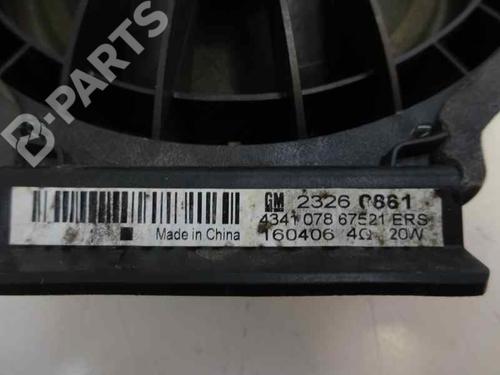 B-PARTS
GM 2326 0861
4341 078 67521 ERS
Made in China 160406 4Ω 20W